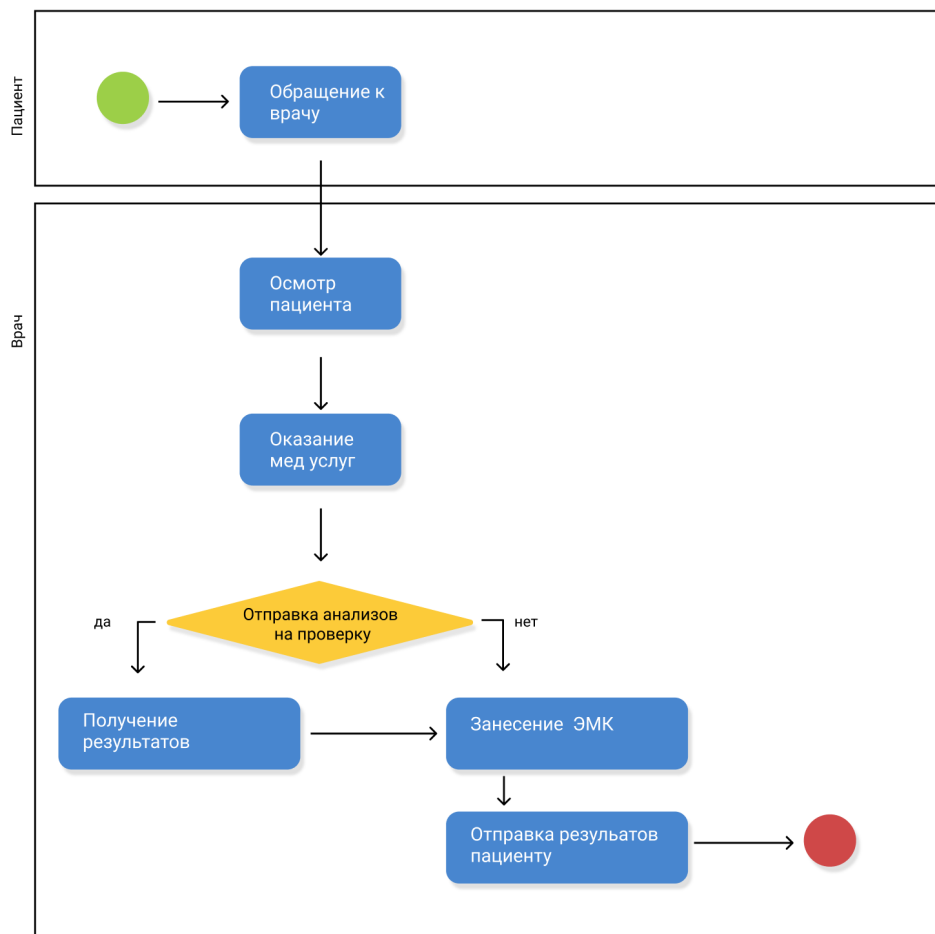 Пациент
Обращение к
врачу
Врач
Осмотр
пациента
Оказание
мед услуг
Отправка анализов
на проверку
да
нет
Получение
результатов
Занесение ЭМК
Отправка резульатов
пациенту